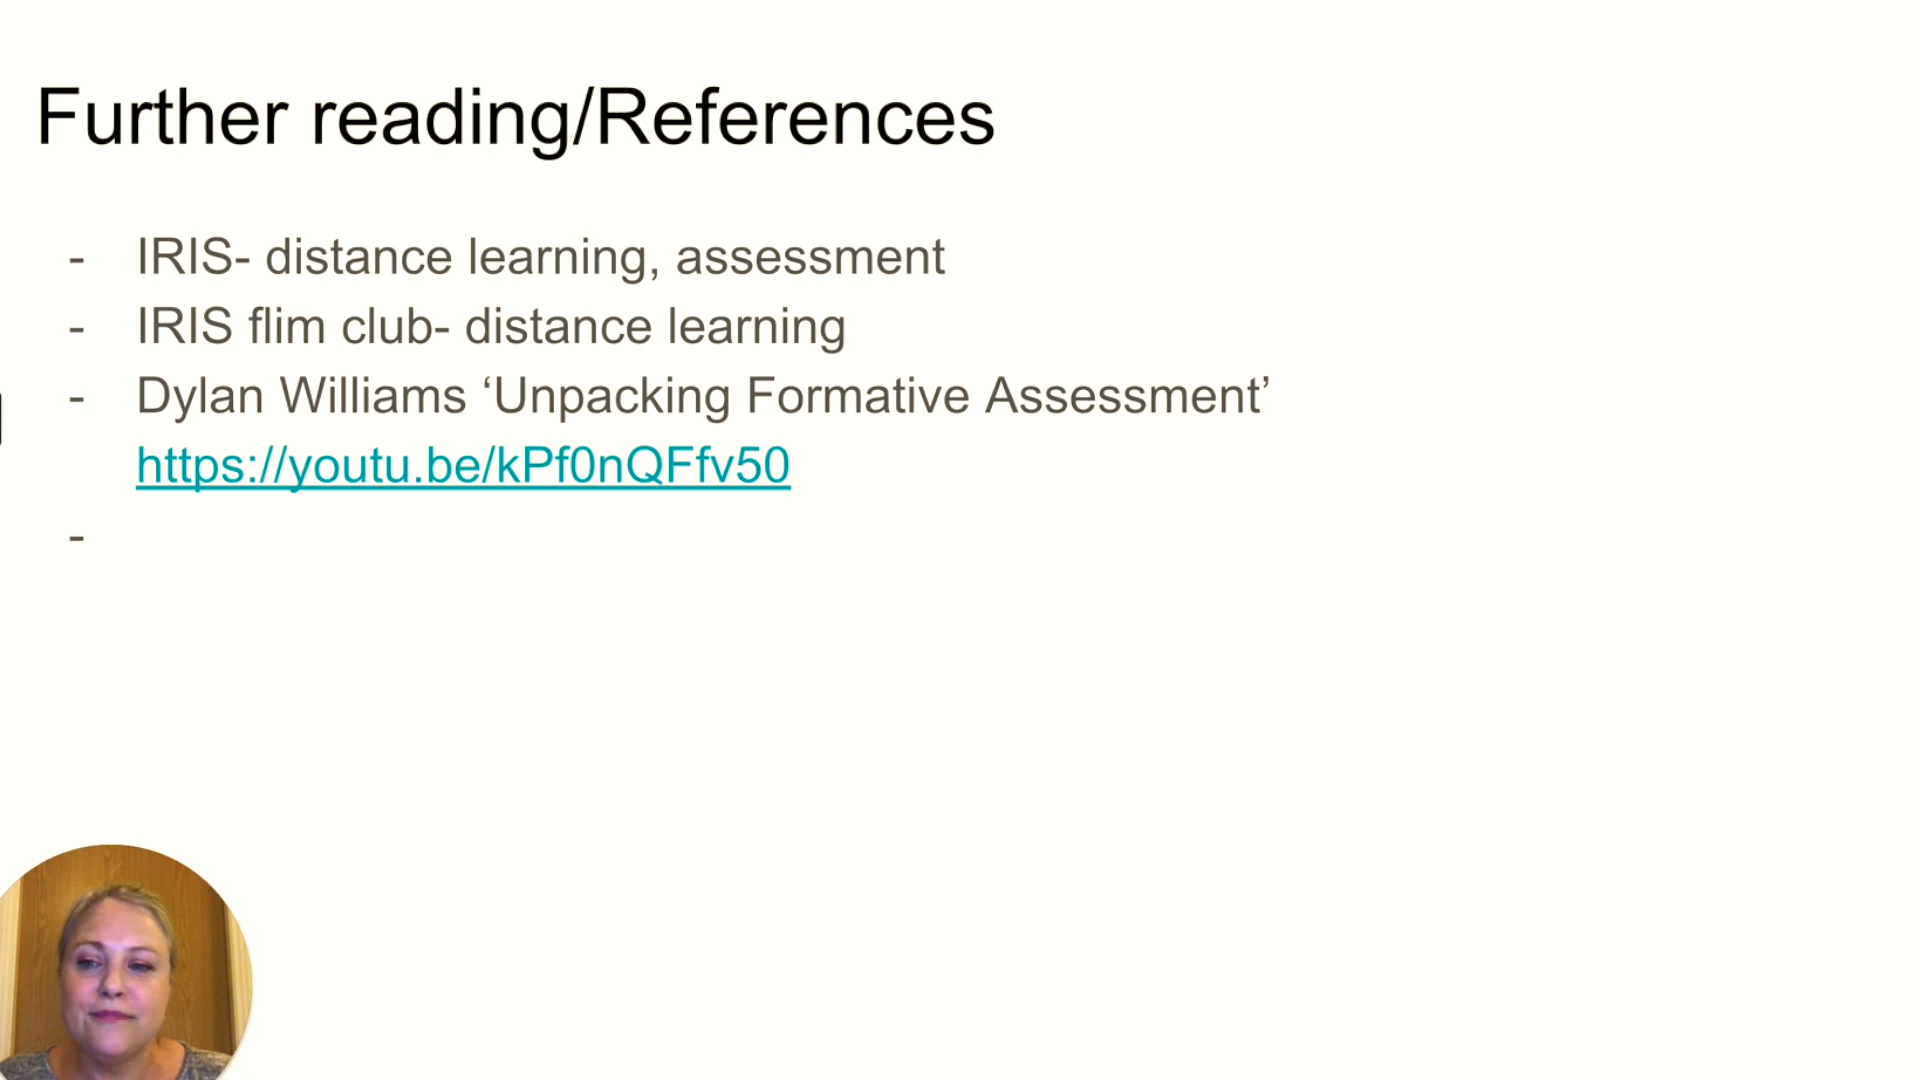 Further reading/References
- IRIS- distance learning, assessment
- IRIS flim club- distance learning
- Dylan Williams ‘Unpacking Formative Assessment’
https://youtu.be/kPf0nQFfv50
-